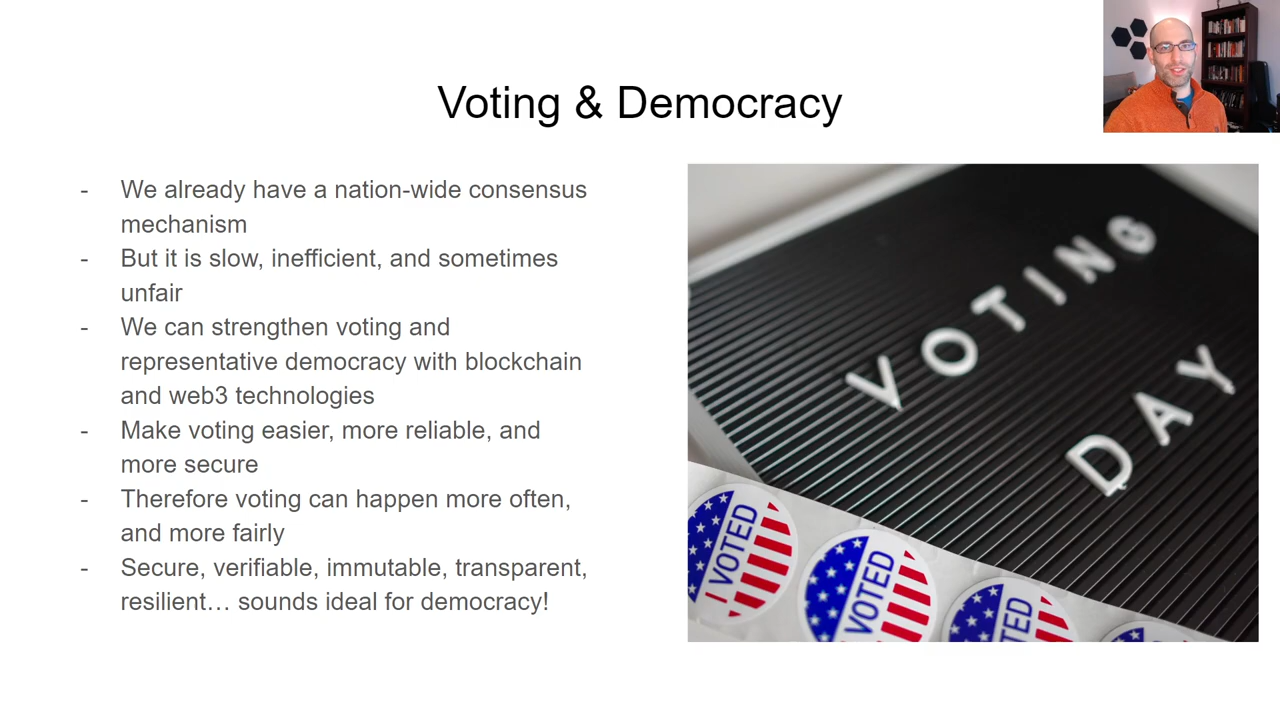 Voting & Democracy
- We already have a nation-wide consensus
mechanism
- But it is slow, inefficient, and sometimes
unfair
- We can strengthen voting and
representative democracy with blockchain
and web3 technologies
- Make voting easier, more reliable, and
more secure
- Therefore voting can happen more often,
and more fairly
- Secure, verifiable, immutable, transparent,
resilient… sounds ideal for democracy!
VOTING
DAY
I VOTED
VOTED
TED